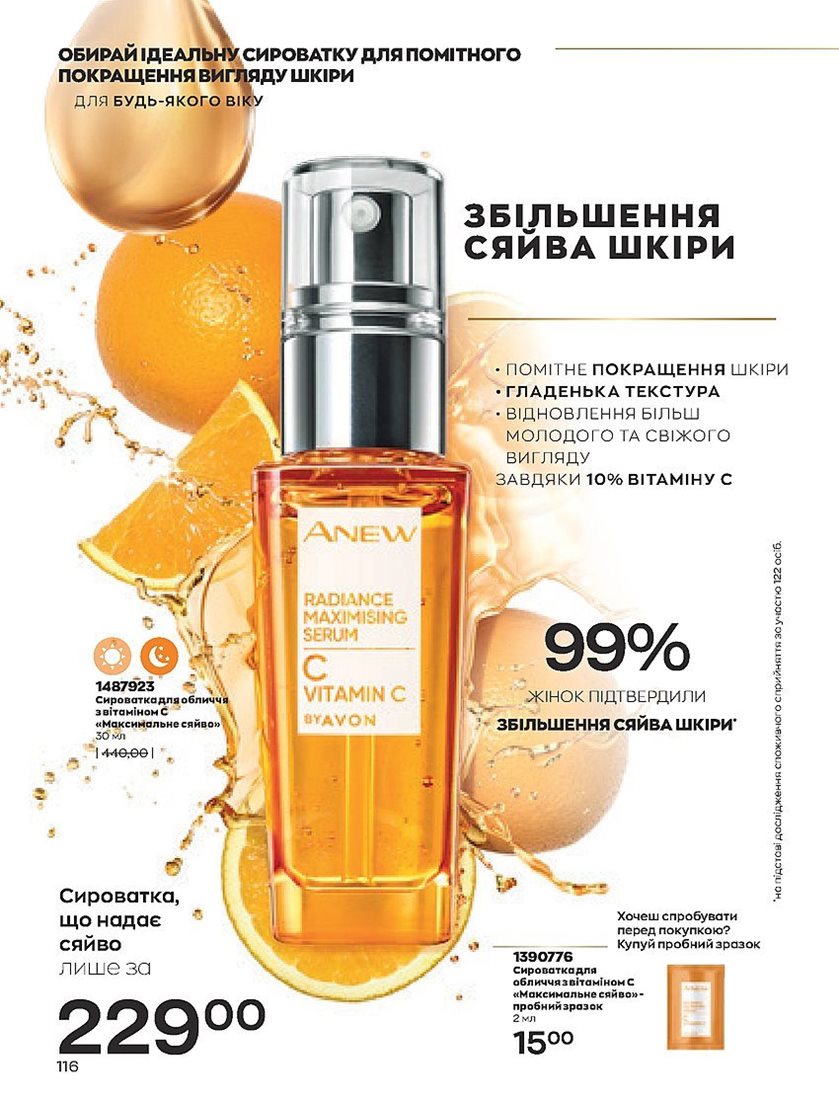 ОБИРАЙ ІДЕАЛЬНУ СИРОВАТКУ ДЛЯ ПОМІТНОГО
ПОКРАЩЕННЯ ВИГЛЯДУ ШКІРИ
ДЛЯ БУДЬ-ЯКОГО ВІКУ
ЗБІЛЬШЕННЯ
СЯЙВА ШКІРИ
• ПОМІТНЕ ПОКРАЩЕННЯ ШКІРИ
• ГЛАДЕНЬКА ТЕКСТУРА
• ВІДНОВЛЕННЯ БІЛЬШ
МОЛОДОГО ТА СВІЖОГО
ВИГЛЯДУ
ЗАВДЯКИ 10% ВІТАМІНУ С
ANEW
RADIANCE
MAXIMISING
SERUM
C
VITAMIN C
BY AVON
99%
ЖІНОК ПІДТВЕРДИЛИ
ЗБІЛЬШЕННЯ СЯЙВА ШКІРИ*
*на підставі дослідження споживчого сприйняття за участю 122 осіб.
1487923
Сироватка для обличчя
з вітаміном С
«Максимальне сяйво»
30 мл
| 440,00 |
Сироватка,
що надає
сяйво
лише за
229⁰⁰
Хочеш спробувати
перед покупкою?
Купуй пробний зразок
1390776
Сироватка для
обличчя з вітаміном С
«Максимальне сяйво» -
пробний зразок
2 мл
15⁰⁰
116